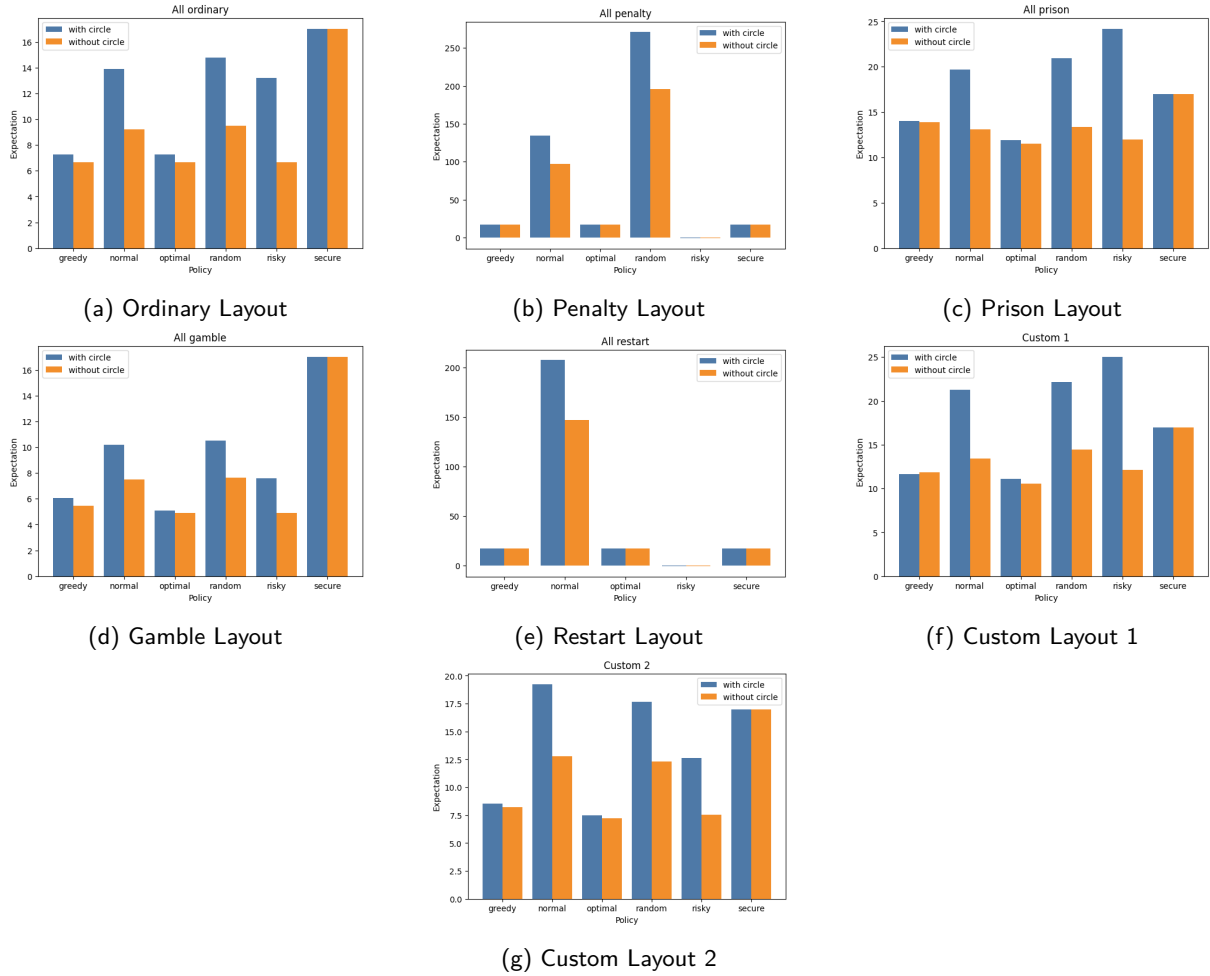 All ordinary
with circle
without circle
Expectation
16
14
12
10
8
6
4
2
0
greedy normal optimal random risky secure
Policy
(a) Ordinary Layout
All penalty
with circle
without circle
Expectation
250
200
150
100
50
0
greedy normal optimal random risky secure
Policy
(b) Penalty Layout
All prison
with circle
without circle
Expectation
25
20
15
10
5
0
greedy normal optimal random risky secure
Policy
(c) Prison Layout
All gamble
with circle
without circle
Expectation
16
14
12
10
8
6
4
2
0
greedy normal optimal random risky secure
Policy
(d) Gamble Layout
All restart
with circle
without circle
Expectation
200
150
100
50
0
greedy normal optimal risky secure
Policy
(e) Restart Layout
Custom 1
with circle
without circle
Expectation
25
20
15
10
5
0
greedy normal optimal random risky secure
Policy
(f) Custom Layout 1
Custom 2
with circle
without circle
Expectation
20.0
17.5
15.0
12.5
10.0
7.5
5.0
2.5
0.0
greedy normal optimal random risky secure
Policy
(g) Custom Layout 2